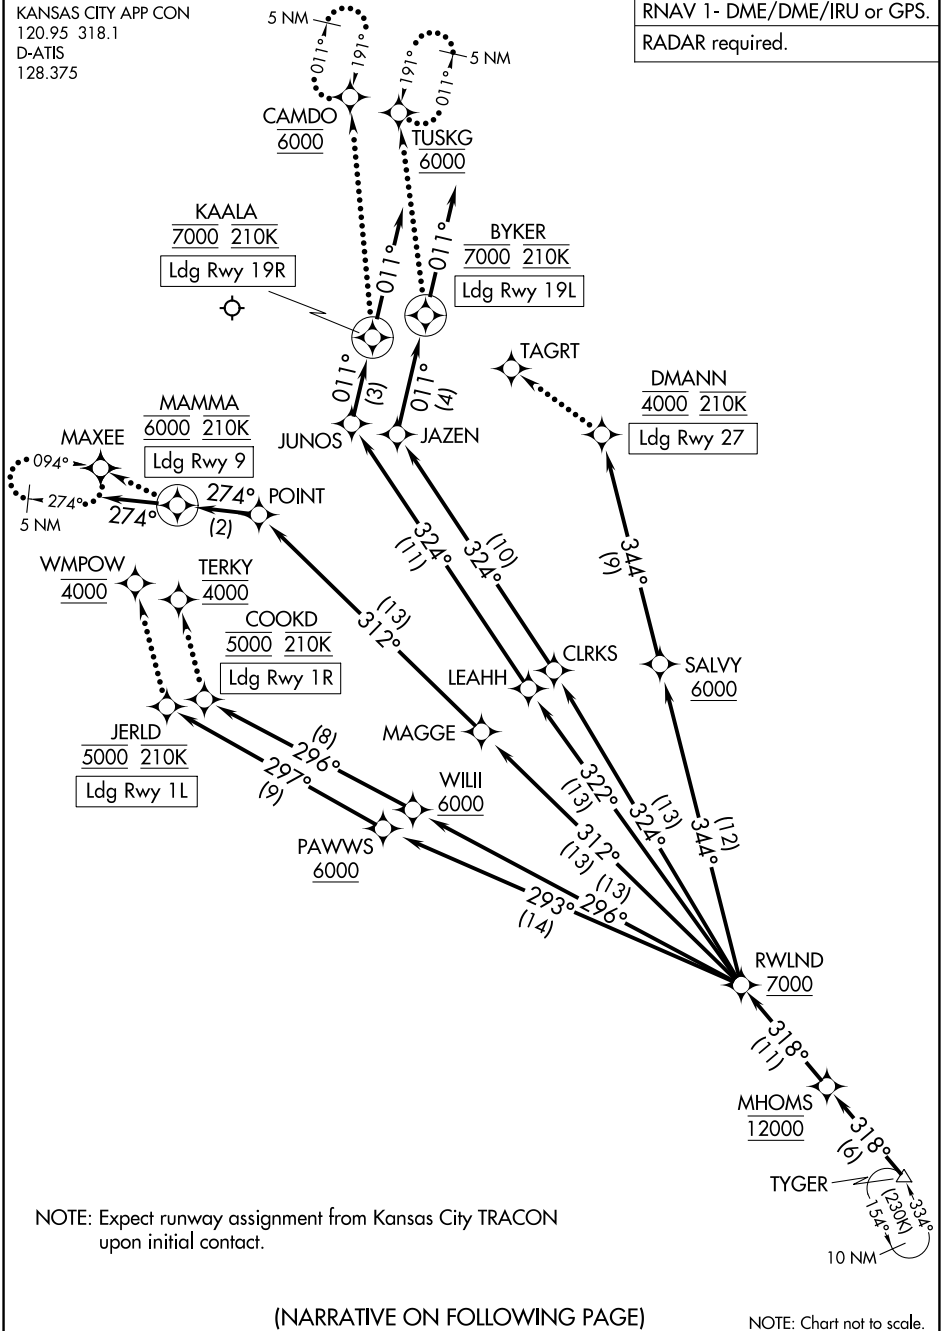 KANSAS CITY APP CON
120.95 318.1
D-ATIS
128.375
RNAV 1- DME/DME/IRU or GPS.
RADAR required.
5 NM
011°
191°
CAMDO
6000
191°
011°
5 NM
TUSKG
6000
KAALA
7000 210K
Ldg Rwy 19R
011°
011°
BYKER
7000 210K
Ldg Rwy 19L
011°
(3)
011°
(4)
JUNOS
JAZEN
TAGRT
DMANN
4000 210K
Ldg Rwy 27
MAMMA
6000 210K
Ldg Rwy 9
MAXEE
094°
274°
5 NM
274°
274°
(2)
POINT
324°
(11)
(10)
324°
344°
(9)
WMPOW
4000
TERKY
4000
COOKD
5000 210K
Ldg Rwy 1R
(13)
312°
LEAHH
CLRKS
SALVY
6000
JERLD
5000 210K
Ldg Rwy 1L
(8)
296°
297°
(9)
MAGGE
WILII
6000
PAWWS
6000
322°
(13)
(13)
324°
(12)
344°
312°
(13)
(13)
296°
293°
(14)
RWLND
7000
318°
(11)
MHOMS
12000
318°
(6)
TYGER
334°
(230K)
154°
10 NM
NOTE: Expect runway assignment from Kansas City TRACON
upon initial contact.
(NARRATIVE ON FOLLOWING PAGE)
NOTE: Chart not to scale.